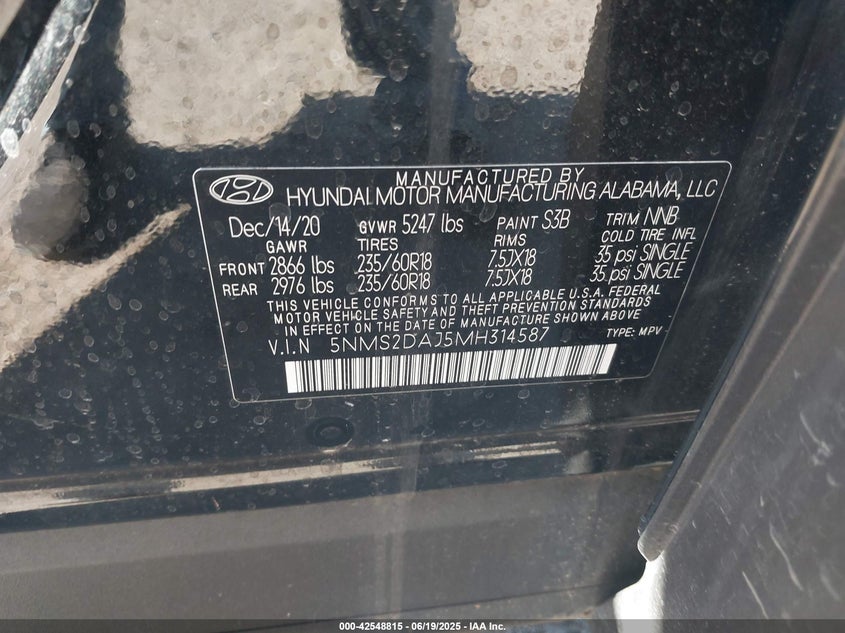 MANUFACTURED BY
HYUNDAI MOTOR MANUFACTURING ALABAMA, LLC
Dec/14/20 GVWR 5247 lbs PAINT S3B TRIM NNB
GAWR TIRES RIMS COLD TIRE INFL
FRONT 2866 lbs 235/60R18 7.5JX18 35 psi SINGLE
REAR 2976 lbs 235/60R18 7.5JX18 35 psi SINGLE
THIS VEHICLE CONFORMS TO ALL APPLICABLE U.S.A. FEDERAL
MOTOR VEHICLE SAFETY AND THEFT PREVENTION STANDARDS
IN EFFECT ON THE DATE OF MANUFACTURE SHOWN ABOVE
V.I.N 5NMS2DAJ5MH314587 TYPE: MPV
000-42548815 - 06/19/2025 - IAA Inc.